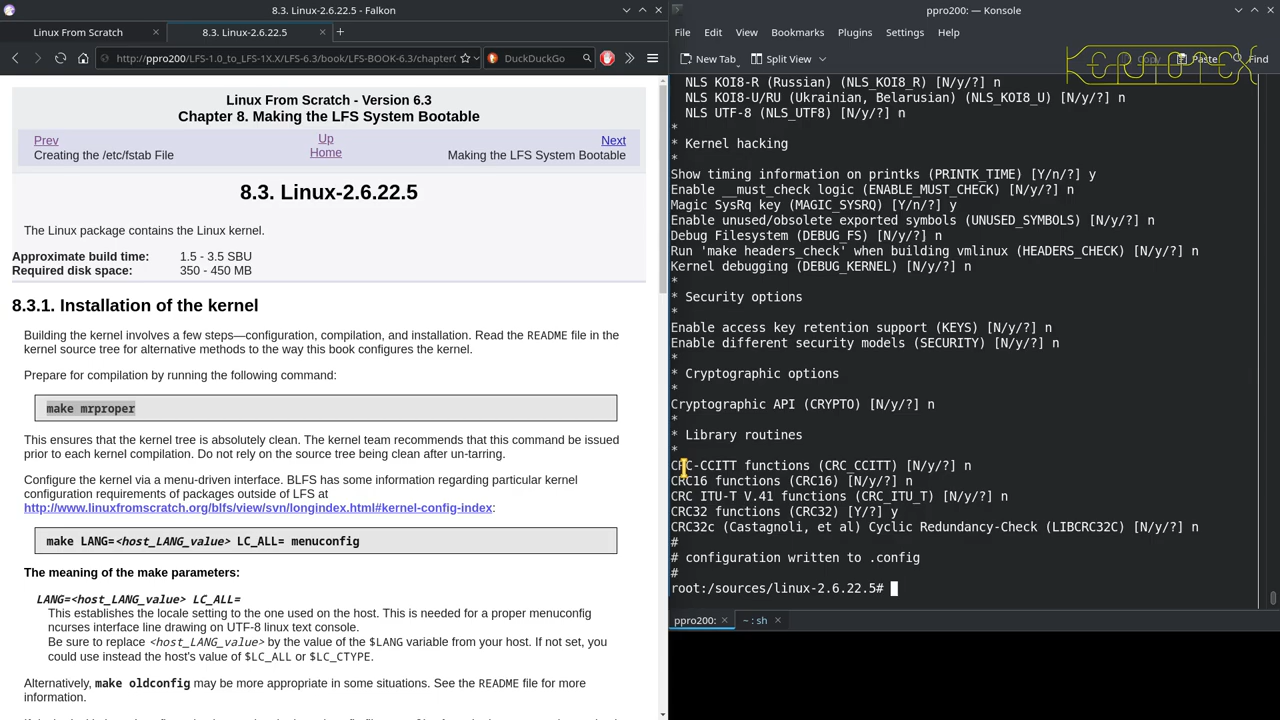 8.3. Linux-2.6.22.5 - Falkon
Linux From Scratch
8.3. Linux-2.6.22.5
http://ppro200/LFS-1.0_to_LFS-1X.X/LFS-6.3/book/LFS-BOOK-6.3/chapter0
DuckDuckGo
Linux From Scratch - Version 6.3
Chapter 8. Making the LFS System Bootable
Prev
Up
Next
Creating the /etc/fstab File
Home
Making the LFS System Bootable
8.3. Linux-2.6.22.5
The Linux package contains the Linux kernel.
Approximate build time: 1.5 - 3.5 SBU
Required disk space: 350 - 450 MB
8.3.1. Installation of the kernel
Building the kernel involves a few steps—configuration, compilation, and installation. Read the README file in the
kernel source tree for alternative methods to the way this book configures the kernel.
Prepare for compilation by running the following command:
make mrproper
This ensures that the kernel tree is absolutely clean. The kernel team recommends that this command be issued
prior to each kernel compilation. Do not rely on the source tree being clean after un-tarring.
Configure the kernel via a menu-driven interface. BLFS has some information regarding particular kernel
configuration requirements of packages outside of LFS at
http://www.linuxfromscratch.org/blfs/view/svn/longindex.html#kernel-config-index:
make LANG=<host_LANG_value> LC_ALL= menuconfig
The meaning of the make parameters:
LANG=<host_LANG_value> LC_ALL=
This establishes the locale setting to the one used on the host. This is needed for a proper menuconfig
ncurses interface line drawing on UTF-8 linux text console.
Be sure to replace <host_LANG_value> by the value of the $LANG variable from your host. If not set, you
could use instead the host's value of $LC_ALL or $LC_CTYPE.
Alternatively, make oldconfig may be more appropriate in some situations. See the README file for more
information.
ppro200: — Konsole
File Edit View Bookmarks Plugins Settings Help
New Tab Split View Copy Paste Find
NLS KOI8-R (Russian) (NLS_KOI8_R) [N/y/?] n
NLS KOI8-U/RU (Ukrainian, Belarusian) (NLS_KOI8_U) [N/y/?] n
NLS UTF-8 (NLS_UTF8) [N/y/?] n
*
* Kernel hacking
*
Show timing information on printks (PRINTK_TIME) [Y/n/?] y
Enable __must_check logic (ENABLE_MUST_CHECK) [N/y/?] n
Magic SysRq key (MAGIC_SYSRQ) [Y/n/?] y
Enable unused/obsolete exported symbols (UNUSED_SYMBOLS) [N/y/?] n
Debug Filesystem (DEBUG_FS) [N/y/?] n
Run 'make headers_check' when building vmlinux (HEADERS_CHECK) [N/y/?] n
Kernel debugging (DEBUG_KERNEL) [N/y/?] n
*
* Security options
*
Enable access key retention support (KEYS) [N/y/?] n
Enable different security models (SECURITY) [N/y/?] n
*
* Cryptographic options
*
Cryptographic API (CRYPTO) [N/y/?] n
*
* Library routines
*
CRC-CCITT functions (CRC_CCITT) [N/y/?] n
CRC16 functions (CRC16) [N/y/?] n
CRC ITU-T V.41 functions (CRC_ITU_T) [N/y/?] n
CRC32 functions (CRC32) [Y/?] y
CRC32c (Castagnoli, et al) Cyclic Redundancy-Check (LIBCRC32C) [N/y/?] n
#
# configuration written to .config
#
root:/sources/linux-2.6.22.5#
ppro200:
~ : sh